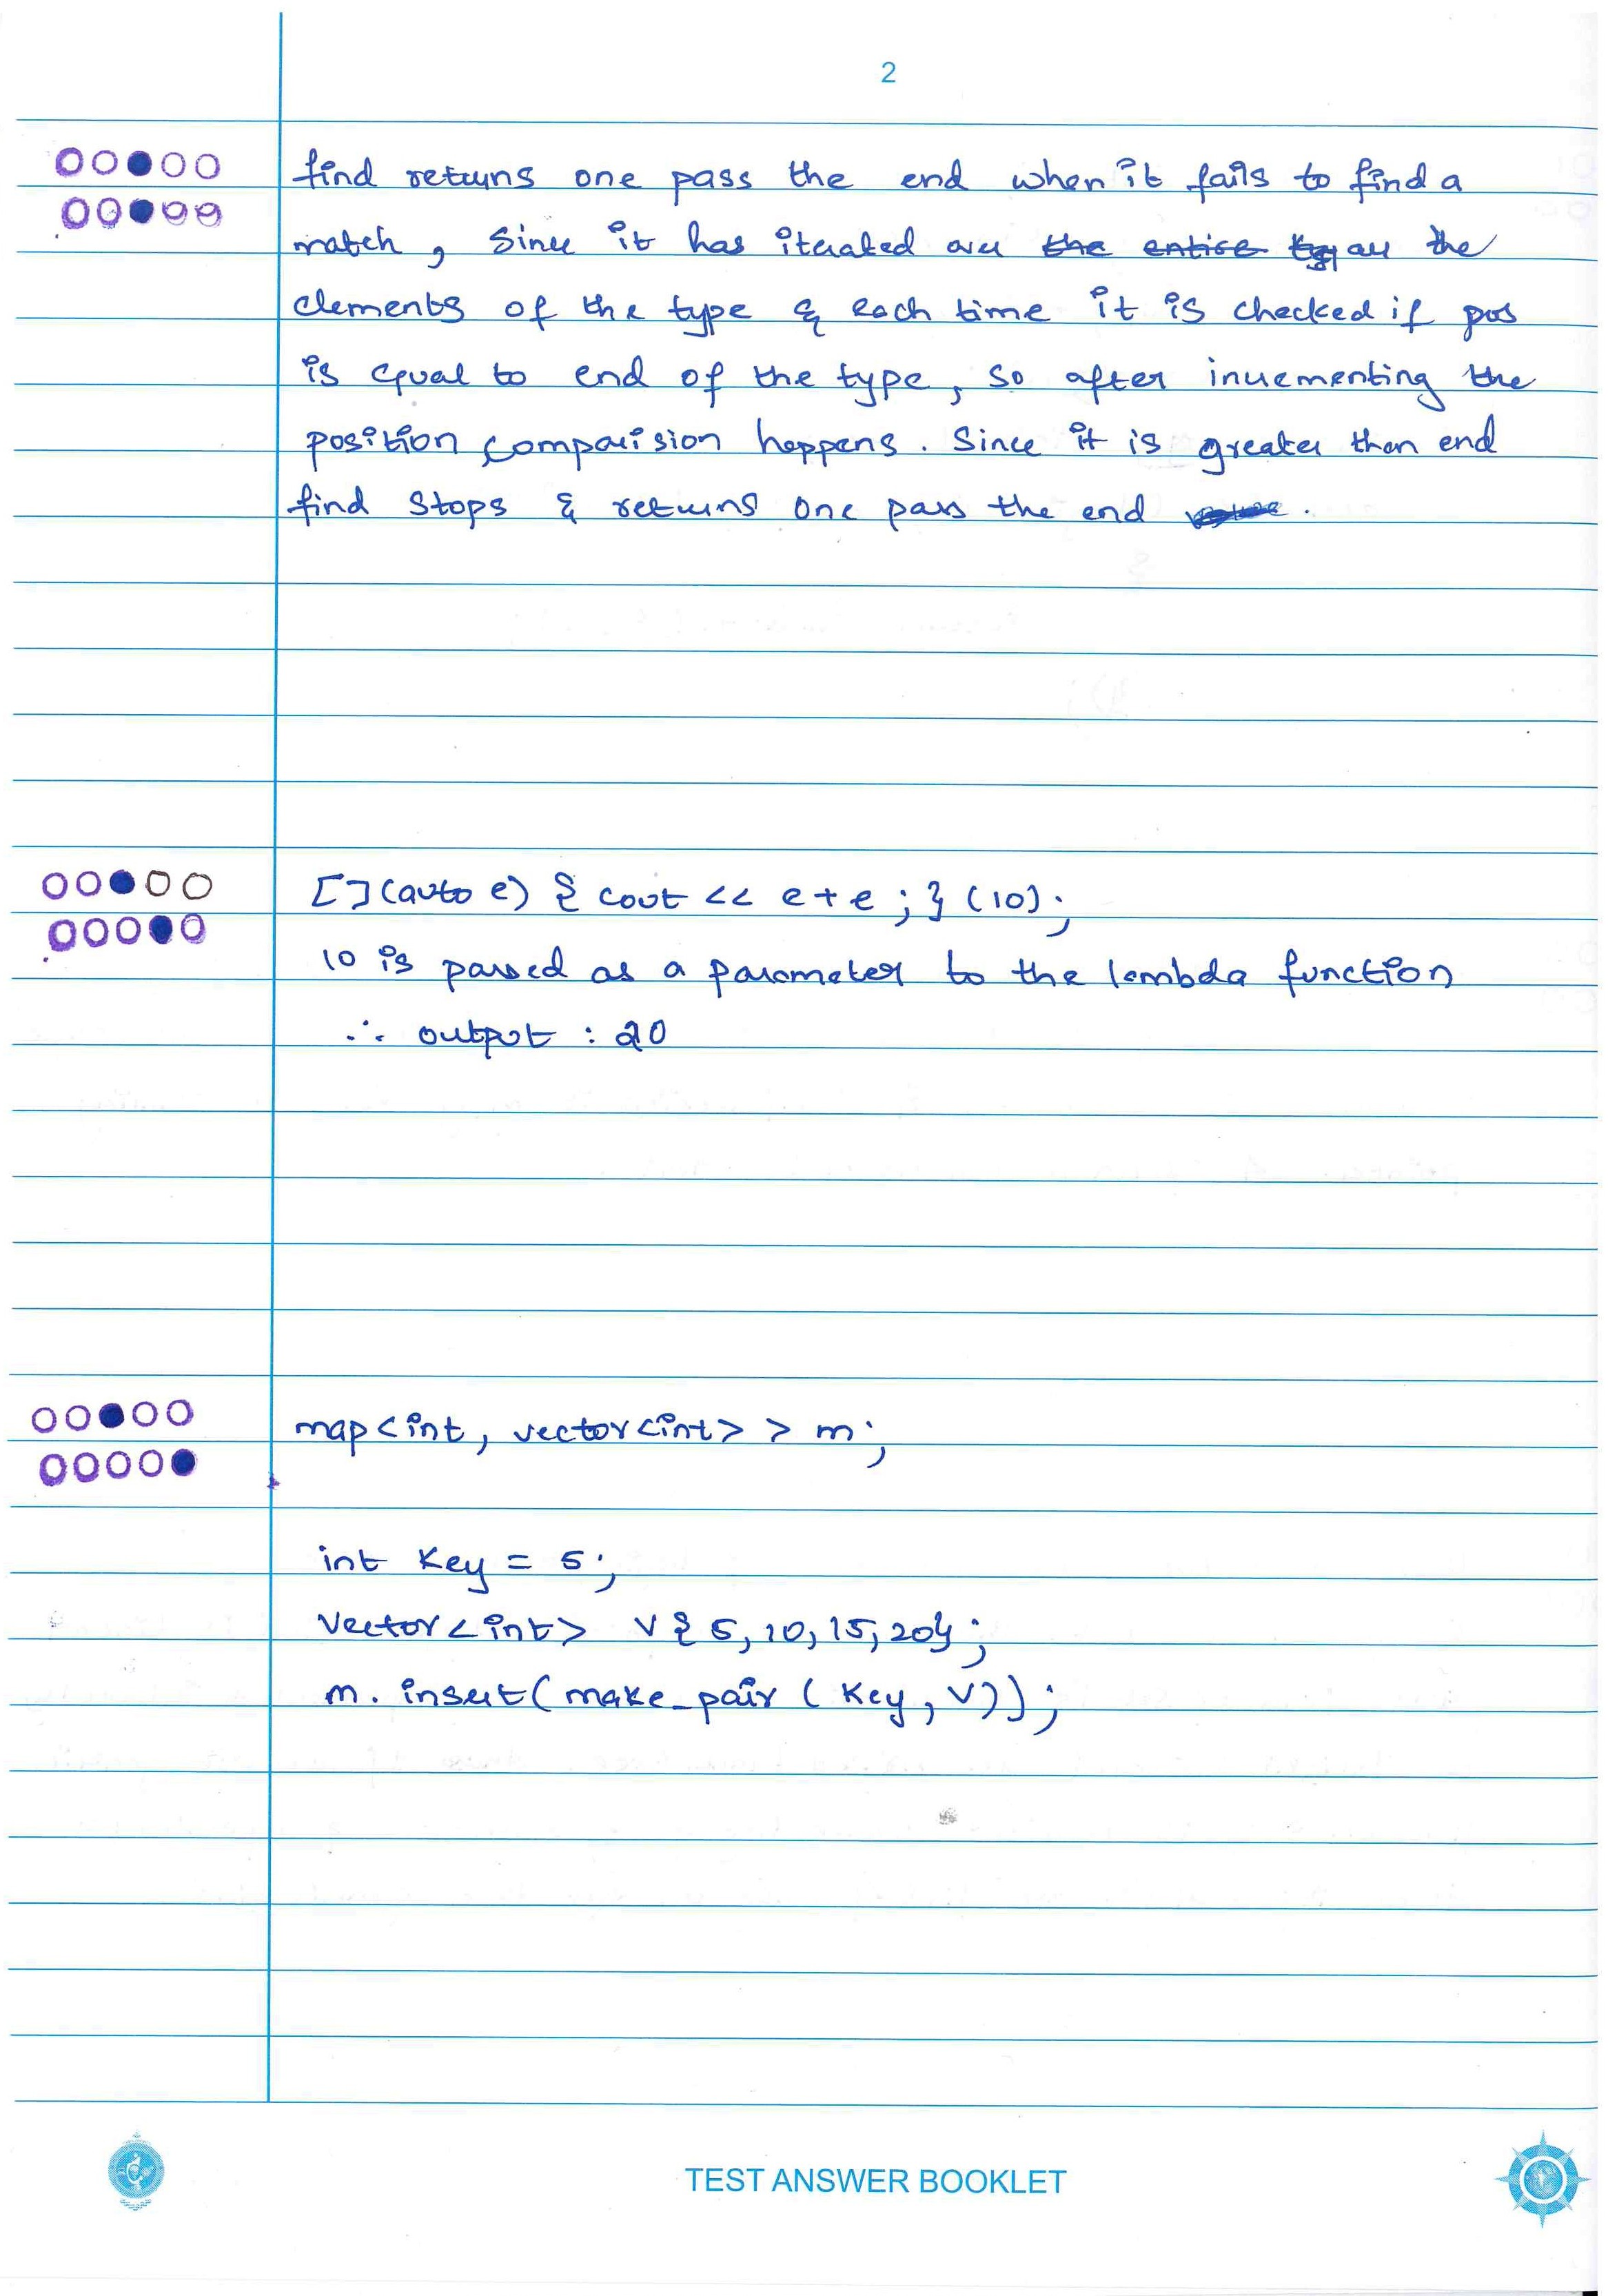 2
find returns one pass the end when it fails to find a
match, since it has iterated over the entire all the
elements of the type & each time it is checked if pos
is equal to end of the type, so after incrementing the
position comparision happens. Since it is greater than end
find stops & returns one pass the end .
[](auto e) { cout << e+e ; } (10);
10 is passed as a parameter to the lambda function
∴ output : 20
map<int, vector<int> > m;
int key = 5;
vector<int> v{5, 10, 15, 20};
m. insert(make_pair (key, v));
TEST ANSWER BOOKLET